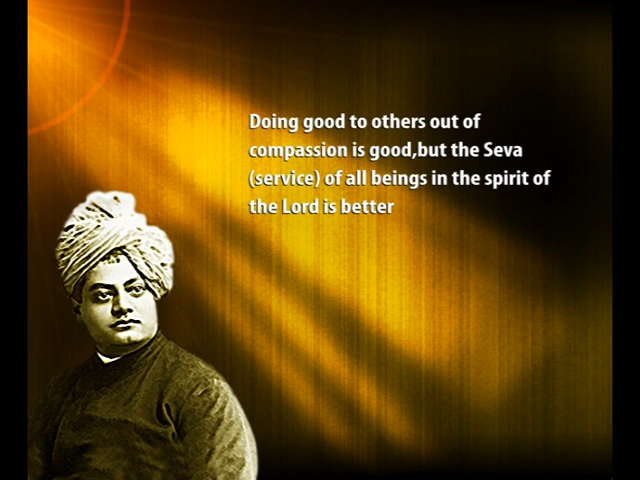 Doing good to others out of
compassion is good,but the Seva
(service) of all beings in the spirit of
the Lord is better